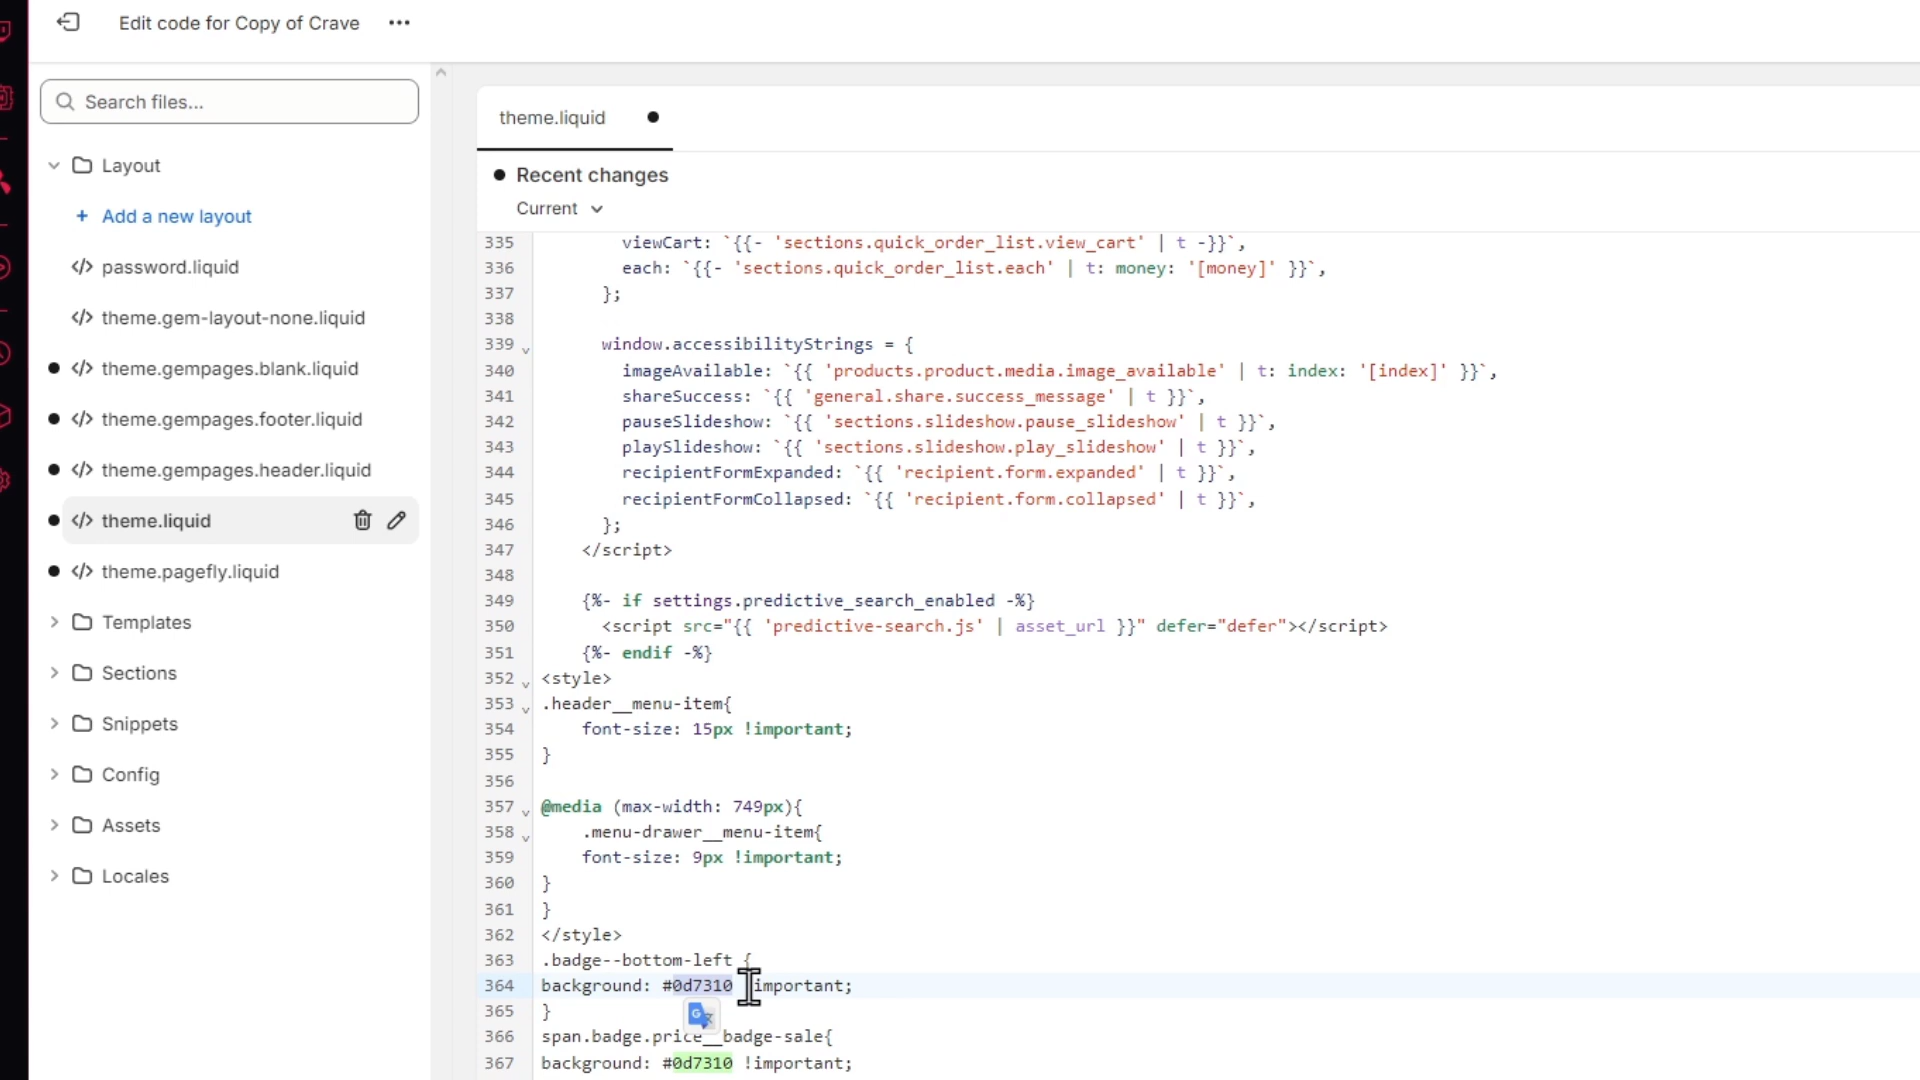 Edit code for Copy of Crave
Search files...
Layout
+ Add a new layout
</> password.liquid
</> theme.gem-layout-none.liquid
</> theme.gempages.blank.liquid
</> theme.gempages.footer.liquid
</> theme.gempages.header.liquid
</> theme.liquid
</> theme.pagefly.liquid
Templates
Sections
Snippets
Config
Assets
Locales
theme.liquid
Recent changes
Current
335 viewCart: `{{- 'sections.quick_order_list.view_cart' | t -}}`,
336 each: `{{- 'sections.quick_order_list.each' | t: money: '[money]' }}`,
337 };
338
339 window.accessibilityStrings = {
340 imageAvailable: `{{ 'products.product.media.image_available' | t: index: '[index]' }}`,
341 shareSuccess: `{{ 'general.share.success_message' | t }}`,
342 pauseSlideshow: `{{ 'sections.slideshow.pause_slideshow' | t }}`,
343 playSlideshow: `{{ 'sections.slideshow.play_slideshow' | t }}`,
344 recipientFormExpanded: `{{ 'recipient.form.expanded' | t }}`,
345 recipientFormCollapsed: `{{ 'recipient.form.collapsed' | t }}`,
346 };
347 </script>
348
349 {%- if settings.predictive_search_enabled -%}
350 <script src="{{ 'predictive-search.js' | asset_url }}" defer="defer"></script>
351 {%- endif -%}
352 <style>
353 .header__menu-item{
354 font-size: 15px !important;
355 }
356
357 @media (max-width: 749px){
358 .menu-drawer__menu-item{
359 font-size: 9px !important;
360 }
361 }
362 </style>
363 .badge--bottom-left {
364 background: #0d7310 !important;
365 }
366 span.badge.price__badge-sale{
367 background: #0d7310 !important;